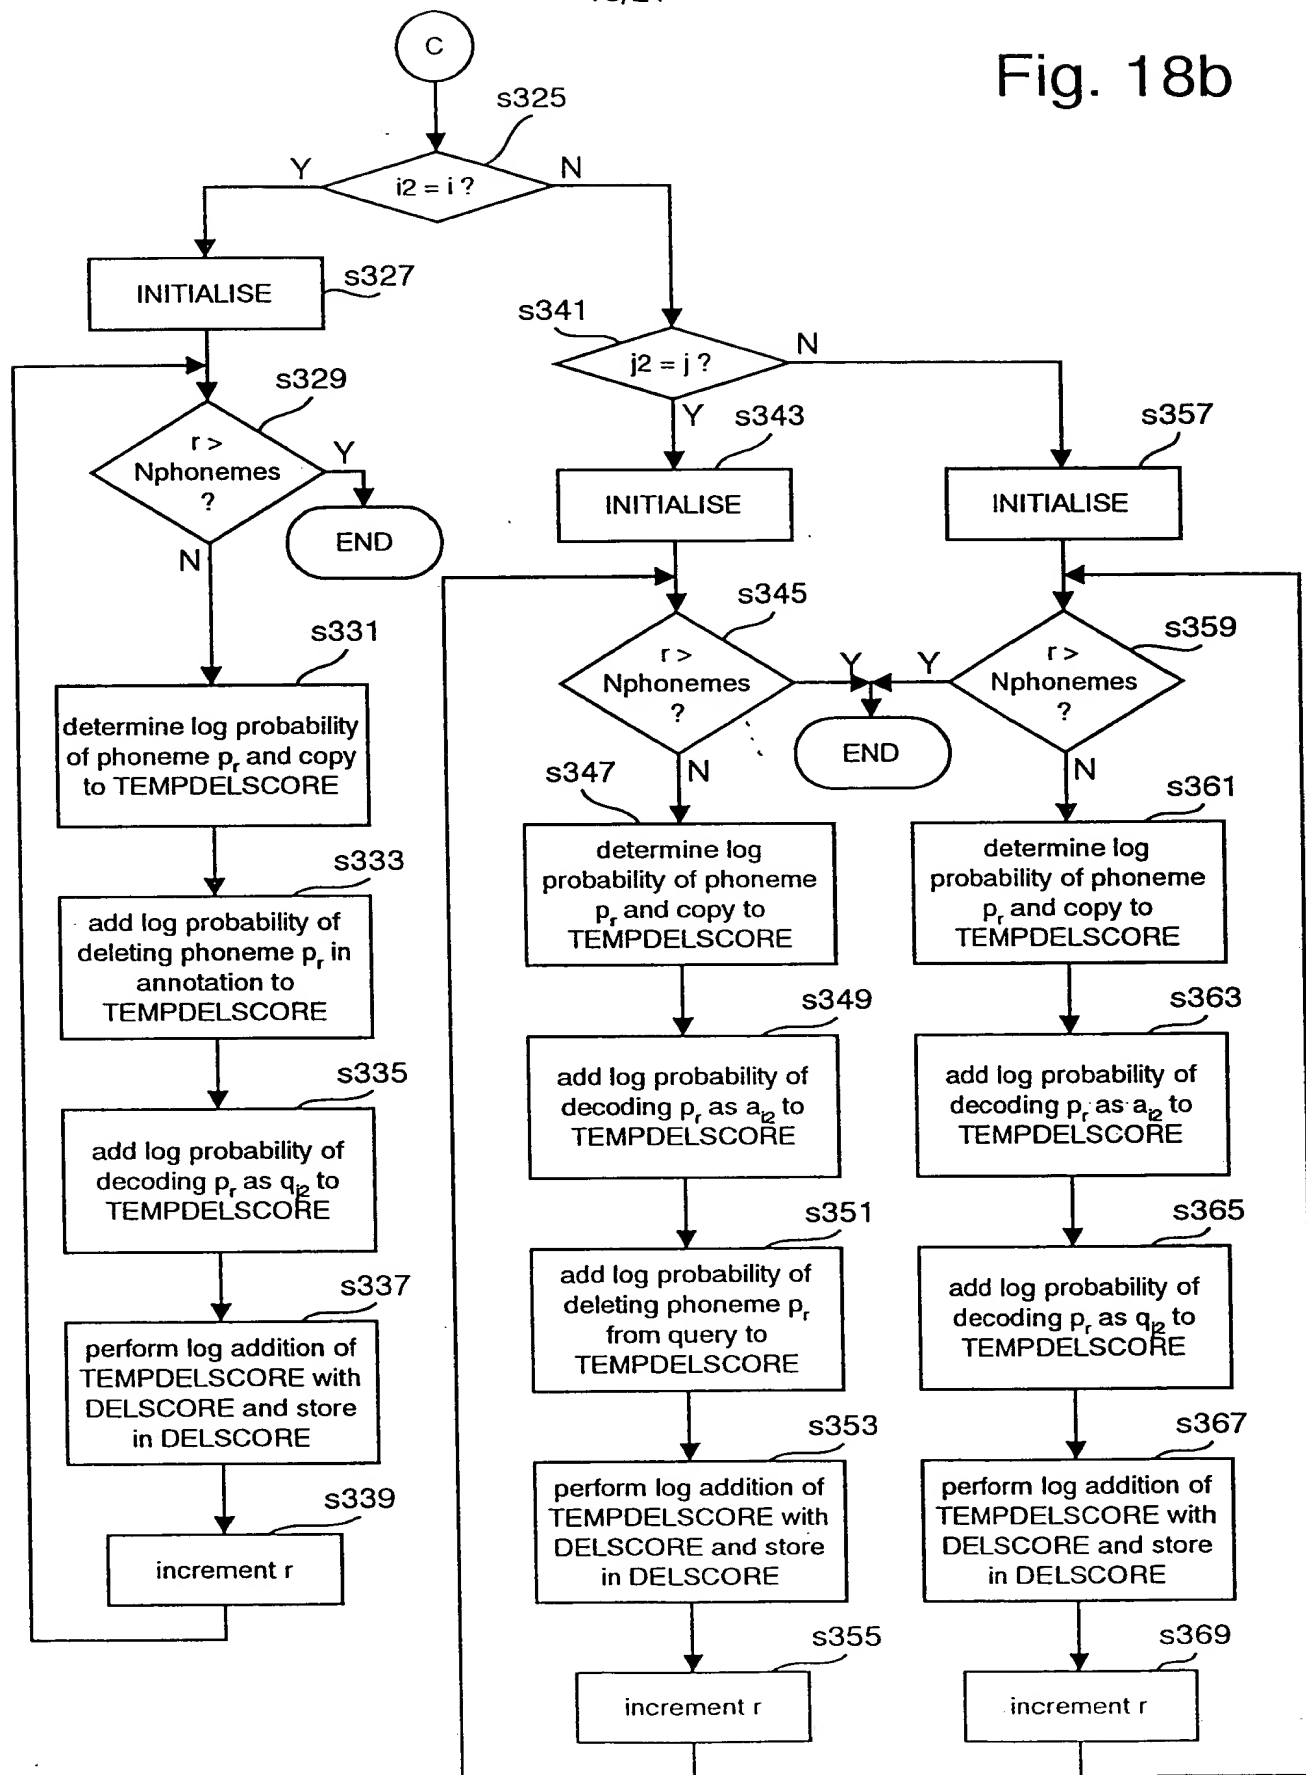 Fig. 18b
C
s325
Y
N
i2 = i ?
s327
INITIALISE
s341
j2 = j ?
N
Y
s329
r >
Nphonemes
?
Y
END
N
s343
INITIALISE
s357
INITIALISE
s345
r >
Nphonemes
?
Y
Y
END
N
s359
r >
Nphonemes
?
N
s331
determine log probability
of phoneme pr and copy
to TEMPDELSCORE
s333
add log probability of
deleting phoneme pr in
annotation to
TEMPDELSCORE
s335
add log probability of
decoding pr as qj2 to
TEMPDELSCORE
s337
perform log addition of
TEMPDELSCORE with
DELSCORE and store
in DELSCORE
s339
increment r
s347
determine log
probability of phoneme
pr and copy to
TEMPDELSCORE
s349
add log probability of
decoding pr as ai2 to
TEMPDELSCORE
s351
add log probability of
deleting phoneme pr
from query to
TEMPDELSCORE
s353
perform log addition of
TEMPDELSCORE with
DELSCORE and store
in DELSCORE
s355
increment r
s361
determine log
probability of phoneme
pr and copy to
TEMPDELSCORE
s363
add log probability of
decoding pr as ai2 to
TEMPDELSCORE
s365
add log probability of
decoding pr as qj2 to
TEMPDELSCORE
s367
perform log addition of
TEMPDELSCORE with
DELSCORE and store
in DELSCORE
s369
increment r